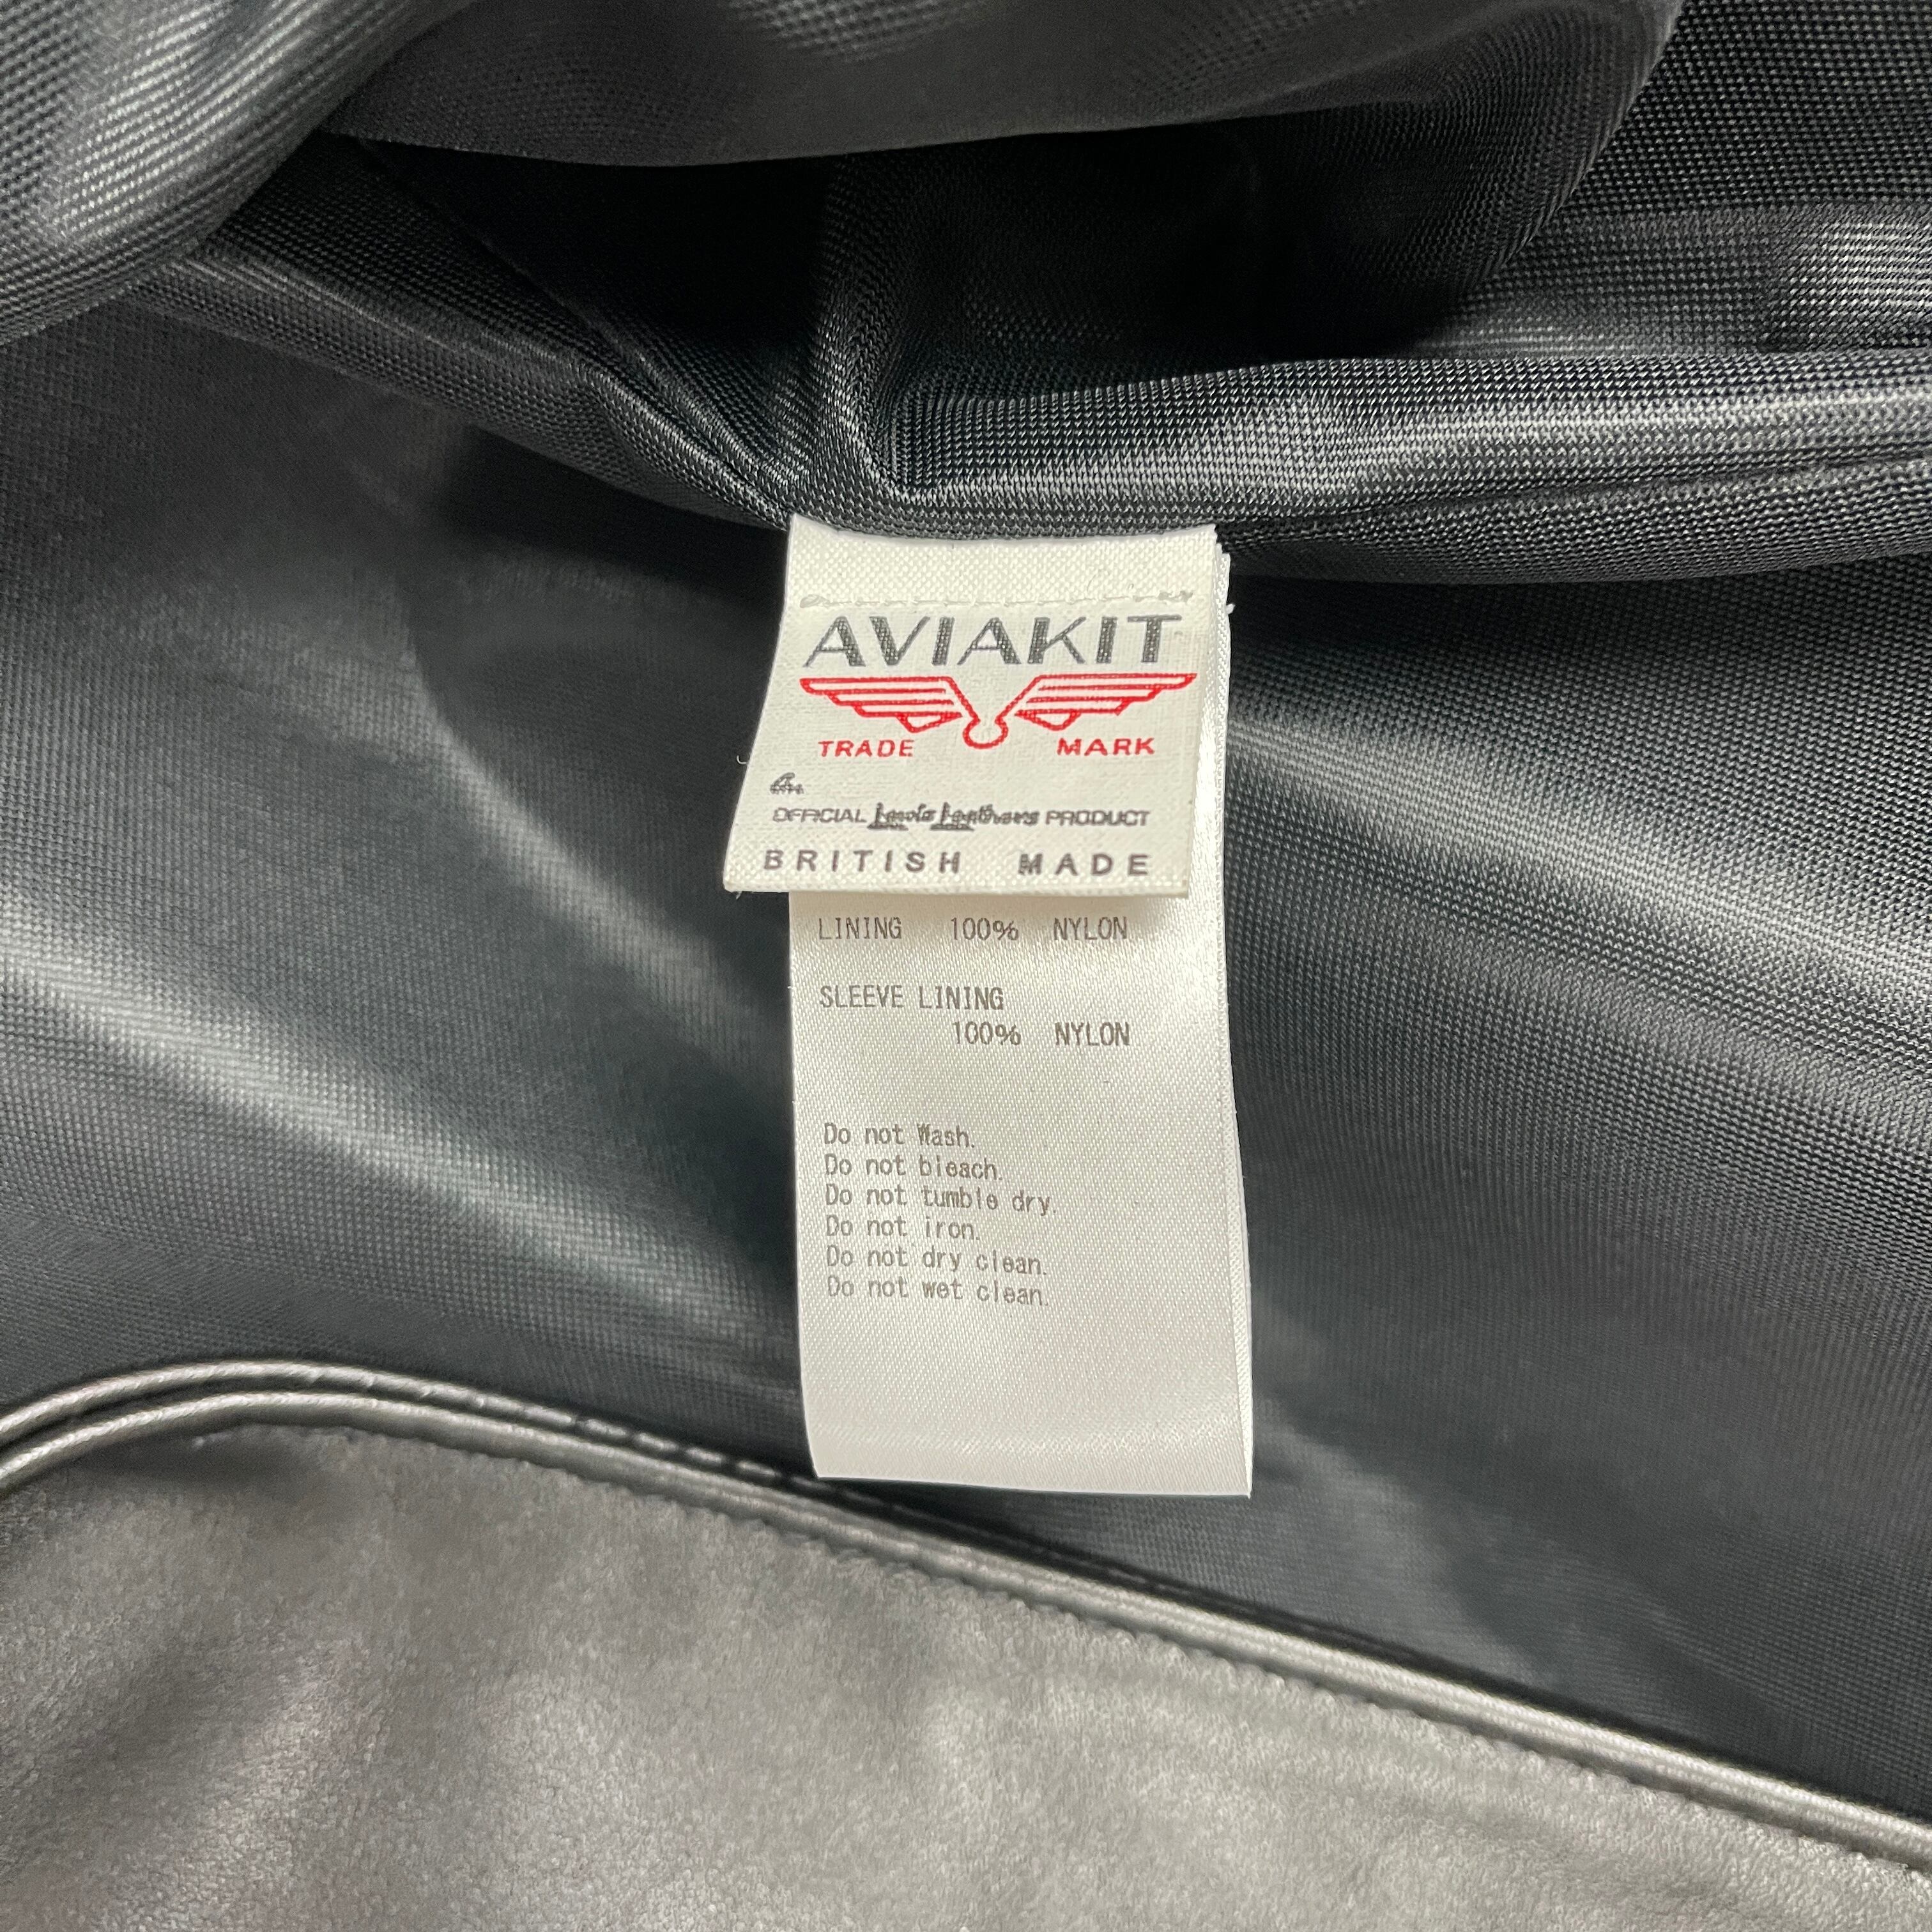 AVIAKIT
TRADE MARK
OFFICIAL Lewis Leathers PRODUCT
BRITISH MADE
LINING 100% NYLON
SLEEVE LINING
100% NYLON
Do not Wash.
Do not bleach.
Do not tumble dry.
Do not iron.
Do not dry clean.
Do not wet clean.